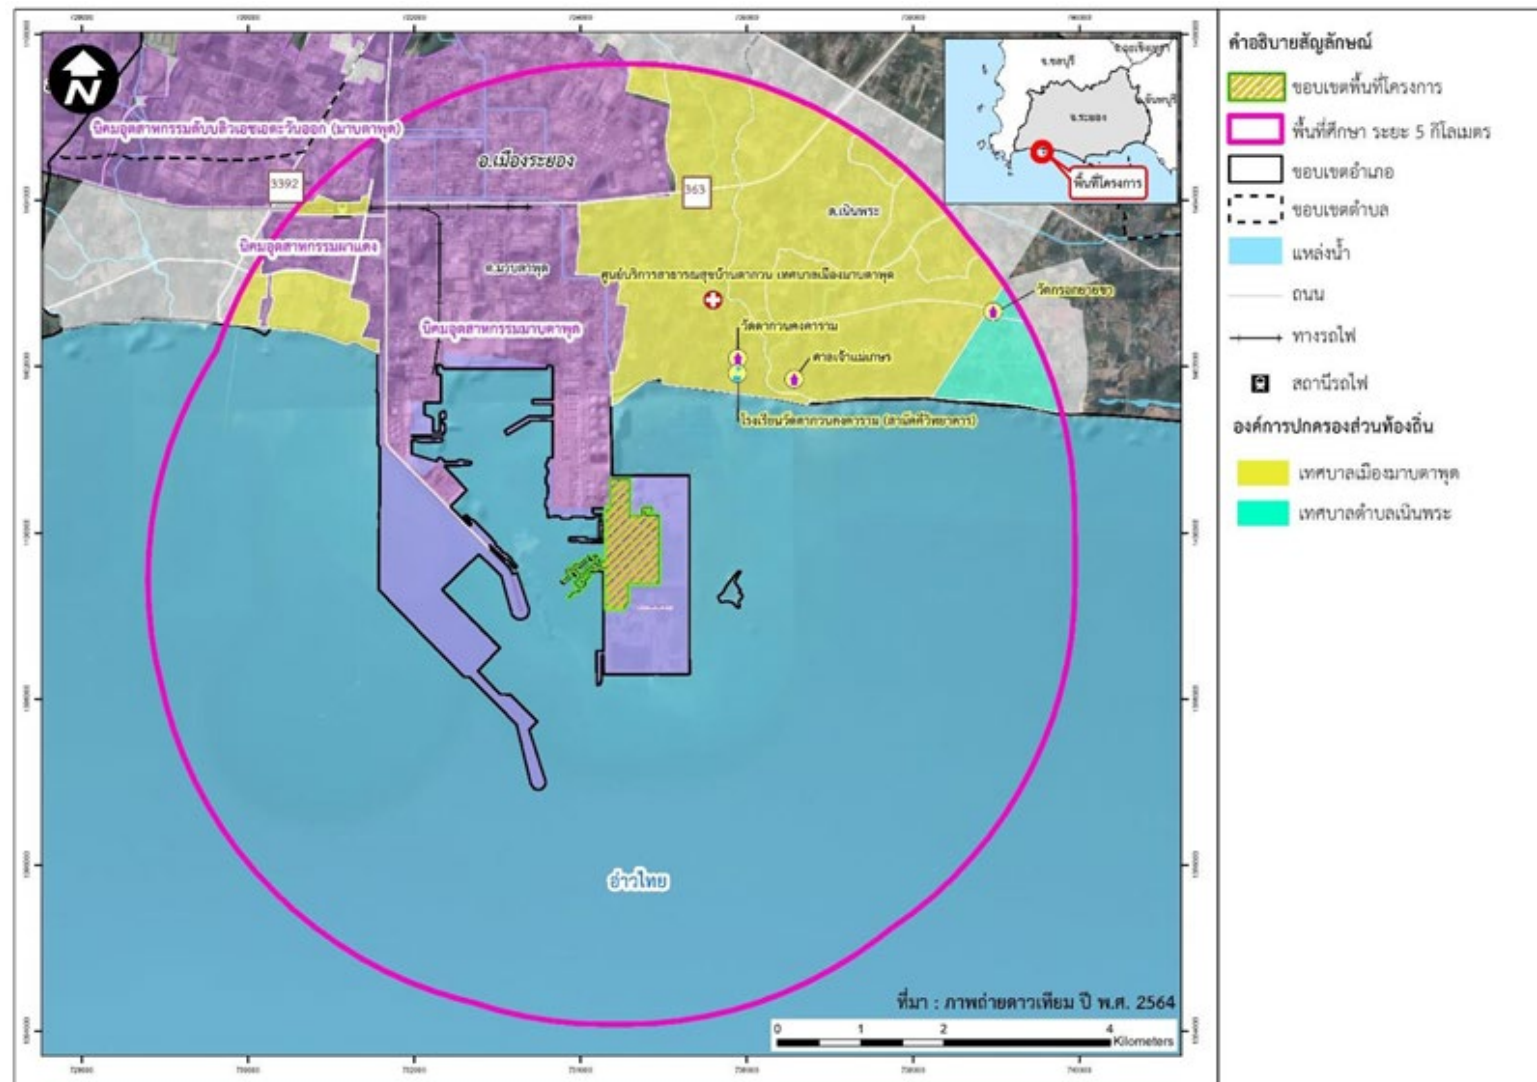 N
นิคมอุตสาหกรรมดับบลิวเอชเอตะวันออก (มาบตาพุด)
อ.เมืองระยอง
3392
363
ต.เนินพระ
นิคมอุตสาหกรรมผาแดง
ต.มาบตาพุด
ศูนย์บริการสาธารณสุขบ้านตากวน เทศบาลเมืองมาบตาพุด
วัดกรอกยายชา
นิคมอุตสาหกรรมมาบตาพุด
วัดตากวนคงคาราม
ศาลเจ้าแม่เกษร
โรงเรียนวัดตากวนคงคาราม (สามัคคีวิทยาคาร)
อ่าวไทย
ที่มา : ภาพถ่ายดาวเทียม ปี พ.ศ. 2564
0 1 2 4
Kilometers
จ.ชลบุรี
จ.ฉะเชิงเทรา
จ.จันทบุรี
จ.ระยอง
พื้นที่โครงการ
คำอธิบายสัญลักษณ์
ขอบเขตพื้นที่โครงการ
พื้นที่ศึกษา ระยะ 5 กิโลเมตร
ขอบเขตอำเภอ
ขอบเขตตำบล
แหล่งน้ำ
ถนน
ทางรถไฟ
สถานีรถไฟ
องค์การปกครองส่วนท้องถิ่น
เทศบาลเมืองมาบตาพุด
เทศบาลตำบลเนินพระ